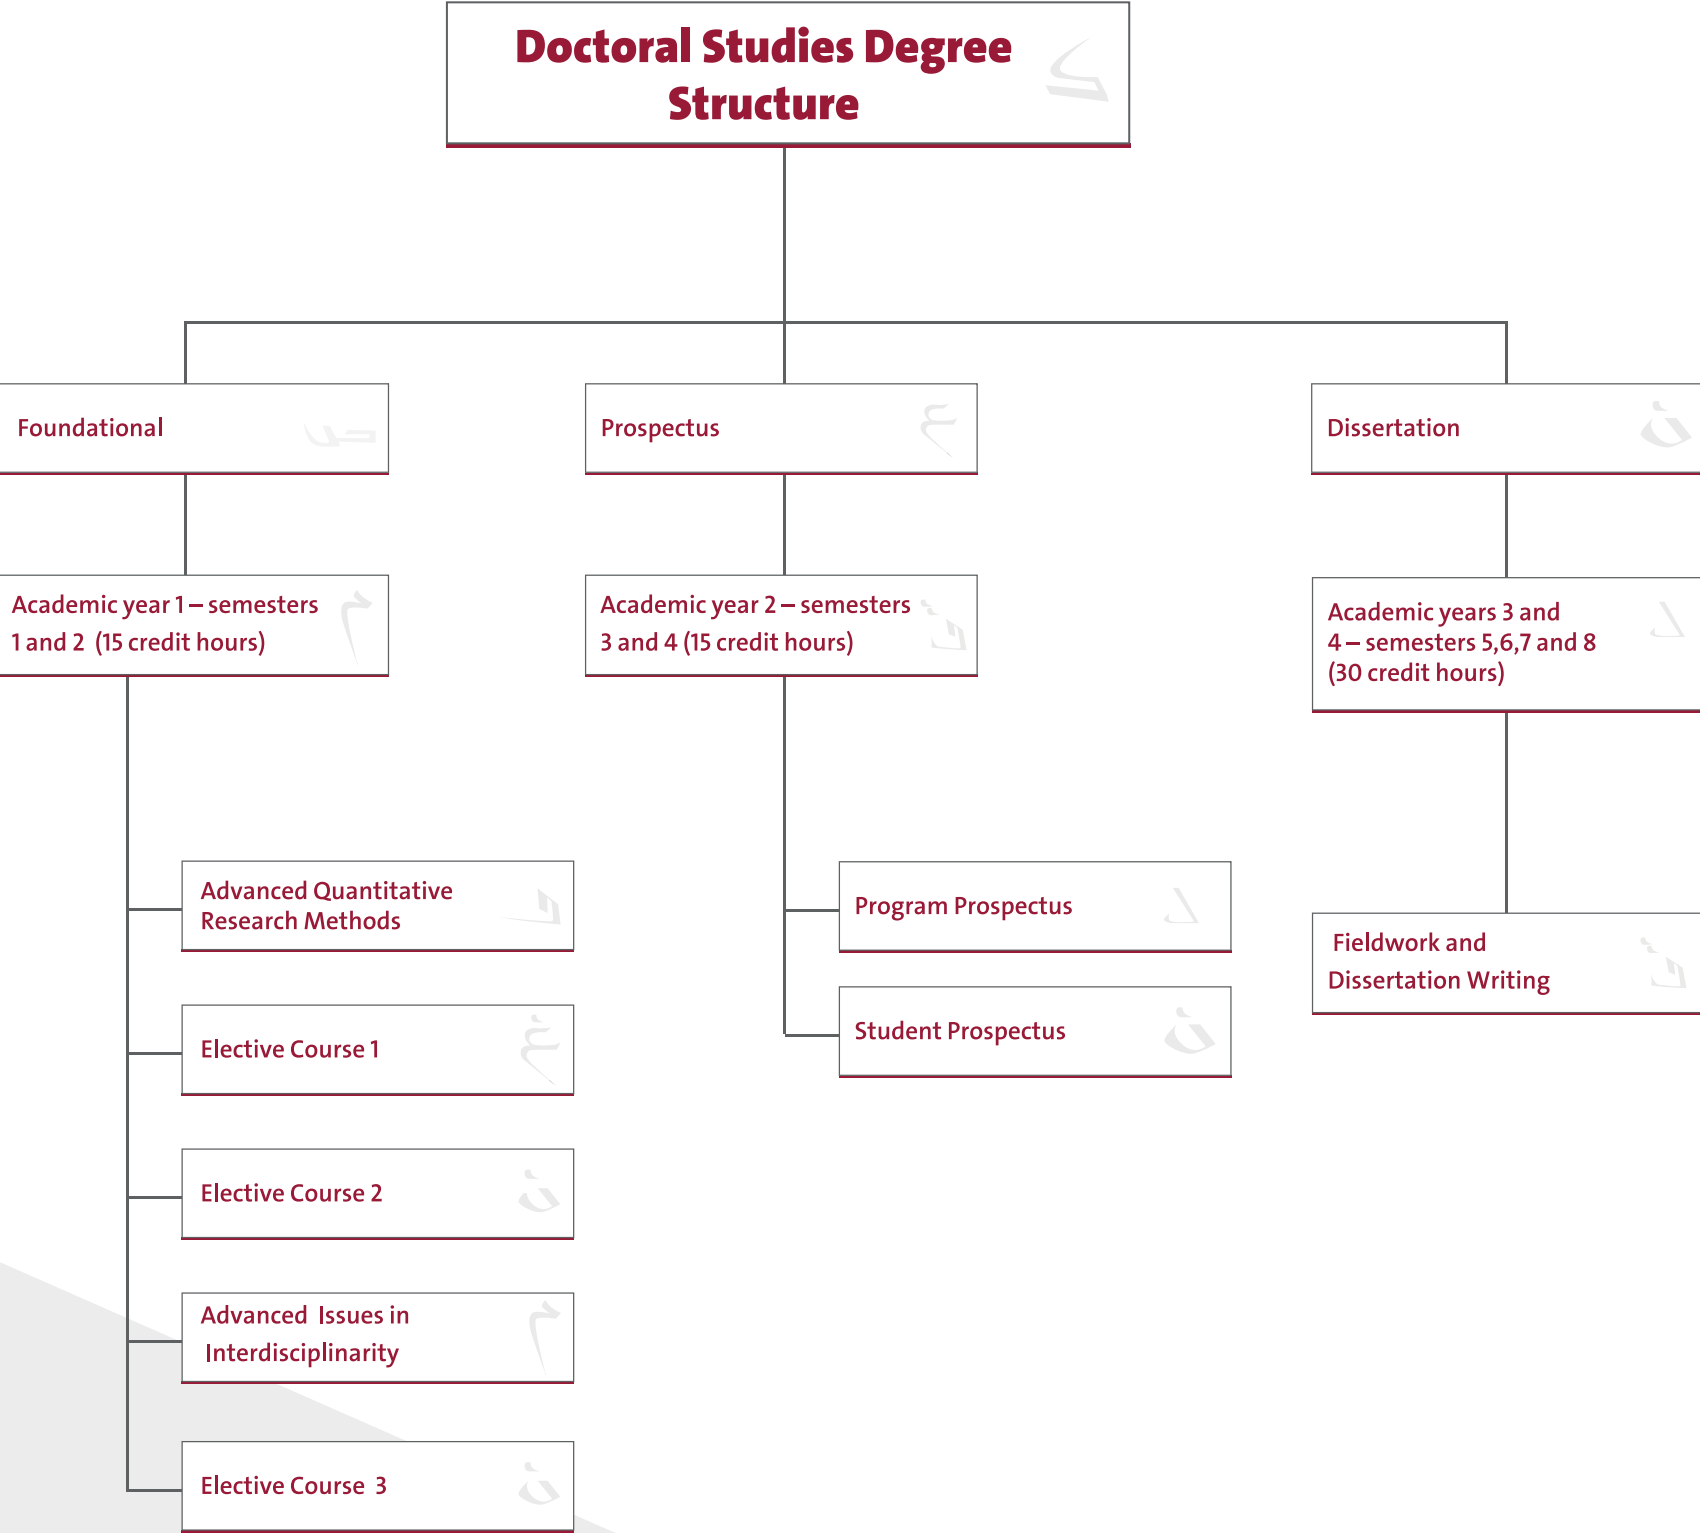 Doctoral Studies Degree
Structure
Foundational
Prospectus
Dissertation
Academic year 1 – semesters
1 and 2 (15 credit hours)
Academic year 2 – semesters
3 and 4 (15 credit hours)
Academic years 3 and
4 – semesters 5,6,7 and 8
(30 credit hours)
Advanced Quantitative
Research Methods
Elective Course 1
Elective Course 2
Advanced Issues in
Interdisciplinarity
Elective Course 3
Program Prospectus
Student Prospectus
Fieldwork and
Dissertation Writing